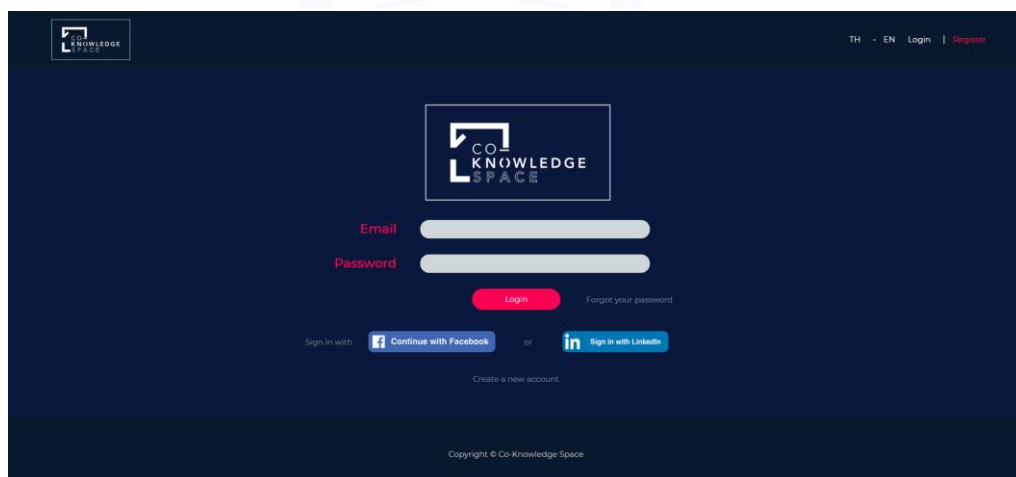 CO-
KNOWLEDGE
SPACE
TH - EN Login | Register
CO-
KNOWLEDGE
SPACE
Email
Password
Login Forgot your password
Sign in with Continue with Facebook or in Sign in with LinkedIn
Create a new account
Copyright © Co-Knowledge Space